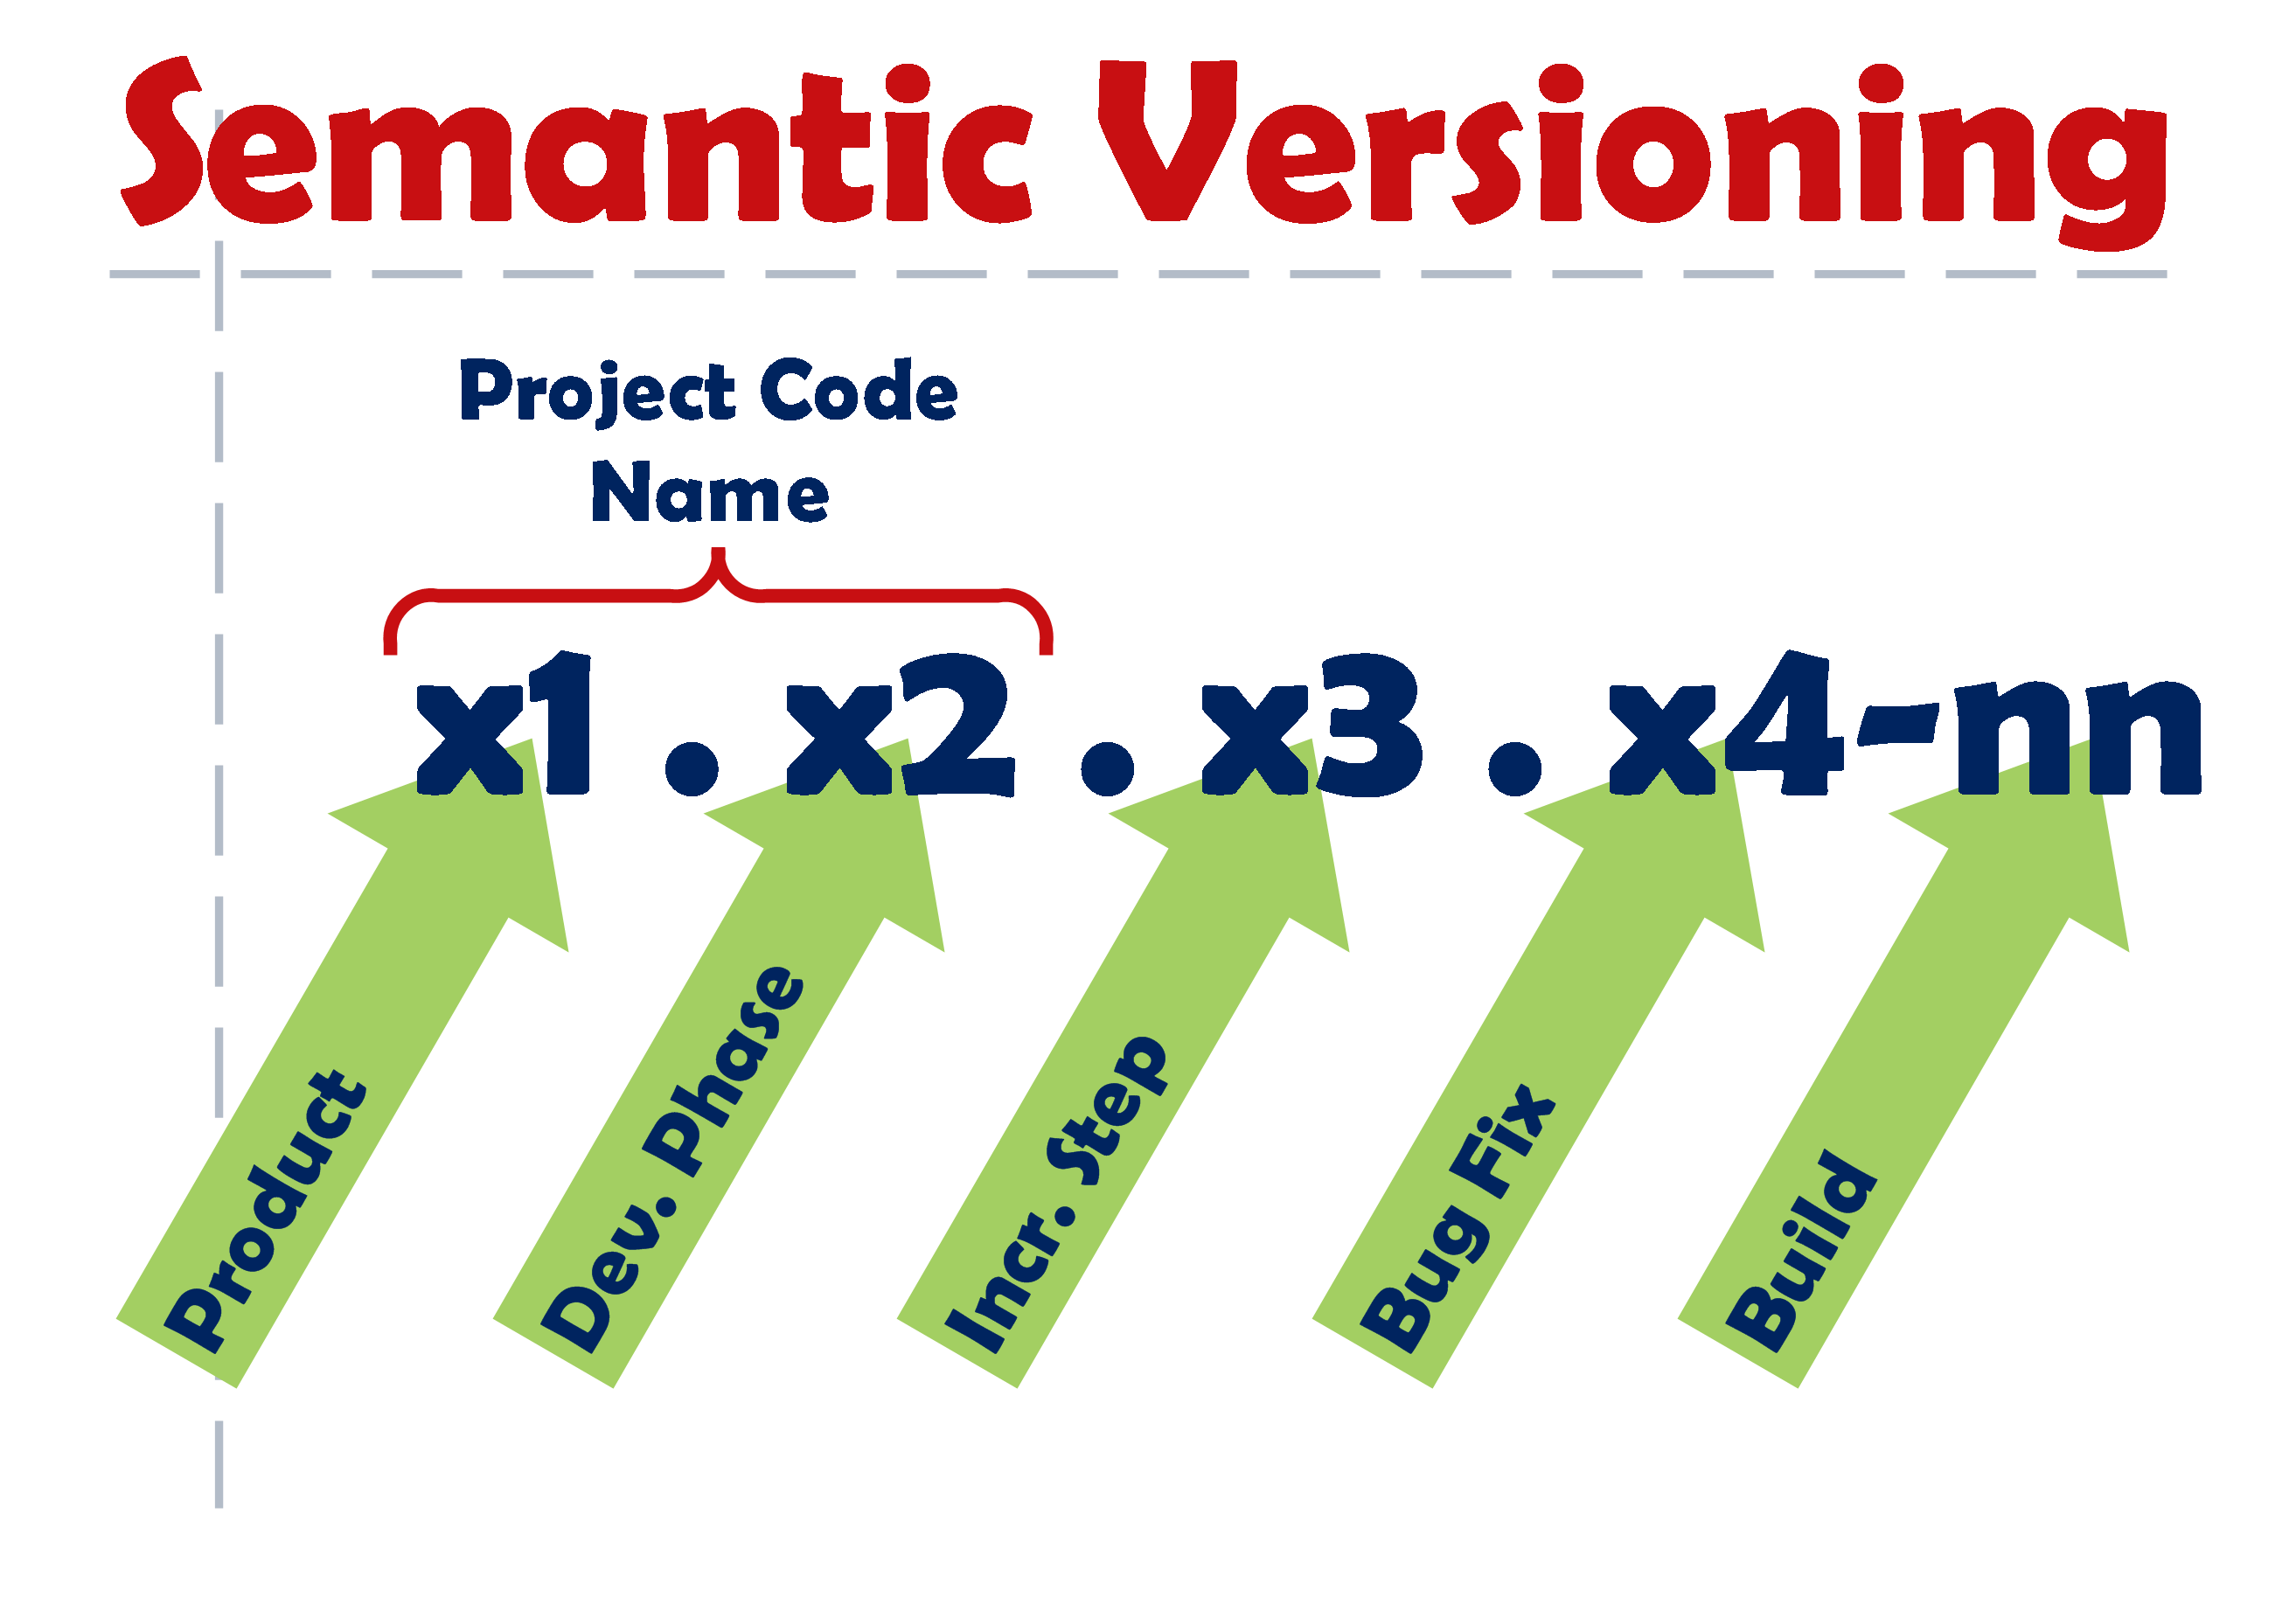 Semantic Versioning
Project Code
Name
x1 . x2 . x3 . x4-nn
Product
Dev. Phase
Incr. Step
Bug Fix
Build